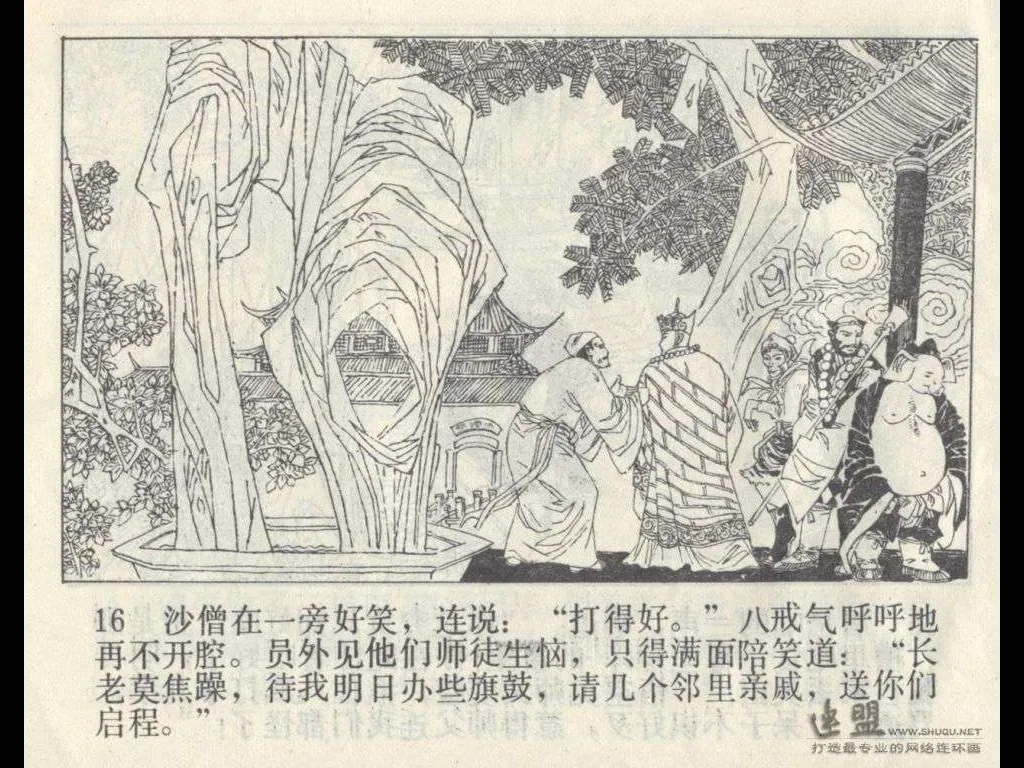 16 沙僧在一旁好笑，连说：“打得好。”八戒气呼呼地
再不开腔。员外见他们师徒生恼，只得满面陪笑道：“长
老莫焦躁，待我明日办些旗鼓，请几个邻里亲戚，送你们
启程。”
连盟 WWW.SHUQU.NET
打造最专业的网络连环画